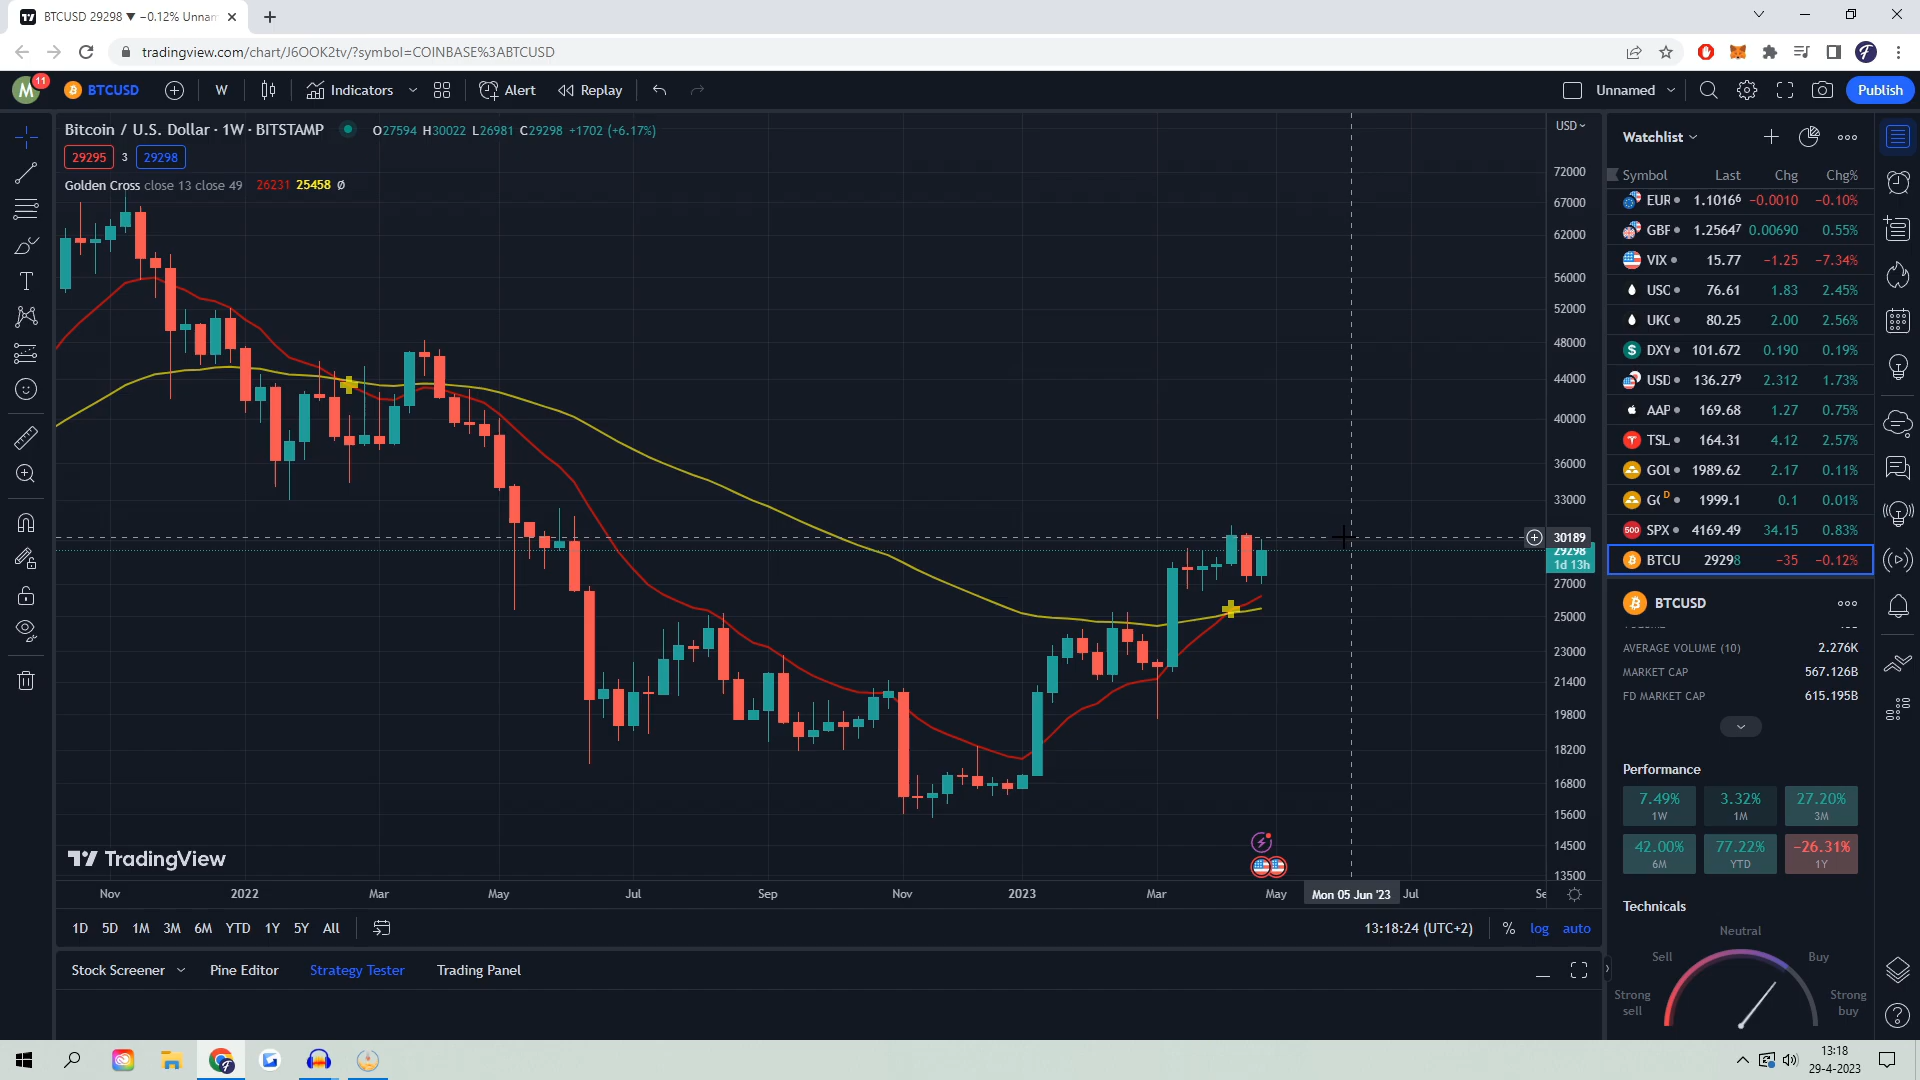 BTCUSD 29298 ▼ −0.12% Unnam
tradingview.com/chart/J6OOK2tv/?symbol=COINBASE%3ABTCUSD
M 11 BTCUSD W Indicators Alert Replay Unnamed Publish
Bitcoin / U.S. Dollar · 1W · BITSTAMP O27594 H30022 L26981 C29298 +1702 (+6.17%)
29295 3 29298
Golden Cross close 13 close 49 26231 25458 Ø
USD
72000
67000
62000
56000
52000
48000
44000
40000
36000
33000
30189
29298
1d 13h
27000
25000
23000
21400
19800
18200
16800
15600
14500
13500
TradingView
Nov 2022 Mar May Jul Sep Nov 2023 Mar May Mon 05 Jun '23 Jul Se
1D 5D 1M 3M 6M YTD 1Y 5Y All 13:18:24 (UTC+2) % log auto
Stock Screener Pine Editor Strategy Tester Trading Panel
Watchlist
Symbol Last Chg Chg%
EUR 1.10166 −0.0010 −0.10%
GBP 1.25647 0.00690 0.55%
VIX 15.77 −1.25 −7.34%
USC 76.61 1.83 2.45%
UKC 80.25 2.00 2.56%
DXY 101.672 0.190 0.19%
USD 136.279 2.312 1.73%
AAP 169.68 1.27 0.75%
TSL 164.31 4.12 2.57%
GOL 1989.62 2.17 0.11%
GC D 1999.1 0.1 0.01%
500 SPX 4169.49 34.15 0.83%
BTCU 29298 −35 −0.12%
BTCUSD
AVERAGE VOLUME (10) 2.276K
MARKET CAP 567.126B
FD MARKET CAP 615.195B
Performance
7.49% 3.32% 27.20%
1W 1M 3M
42.00% 77.22% −26.31%
6M YTD 1Y
Technicals
Neutral
Sell Buy
Strong sell Strong buy
13:18
29-4-2023